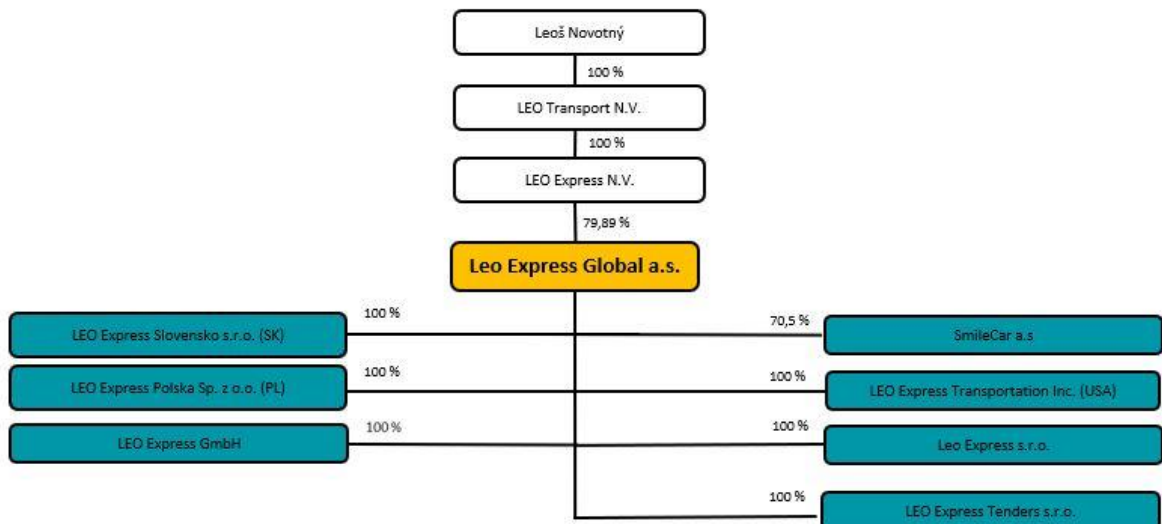 Leoš Novotný
100 %
LEO Transport N.V.
100 %
LEO Express N.V.
79,89 %
Leo Express Global a.s.
100 %
LEO Express Slovensko s.r.o. (SK)
70,5 %
SmileCar a.s
100 %
LEO Express Polska Sp. z o.o. (PL)
100 %
LEO Express Transportation Inc. (USA)
100 %
LEO Express GmbH
100 %
Leo Express s.r.o.
100 %
LEO Express Tenders s.r.o.